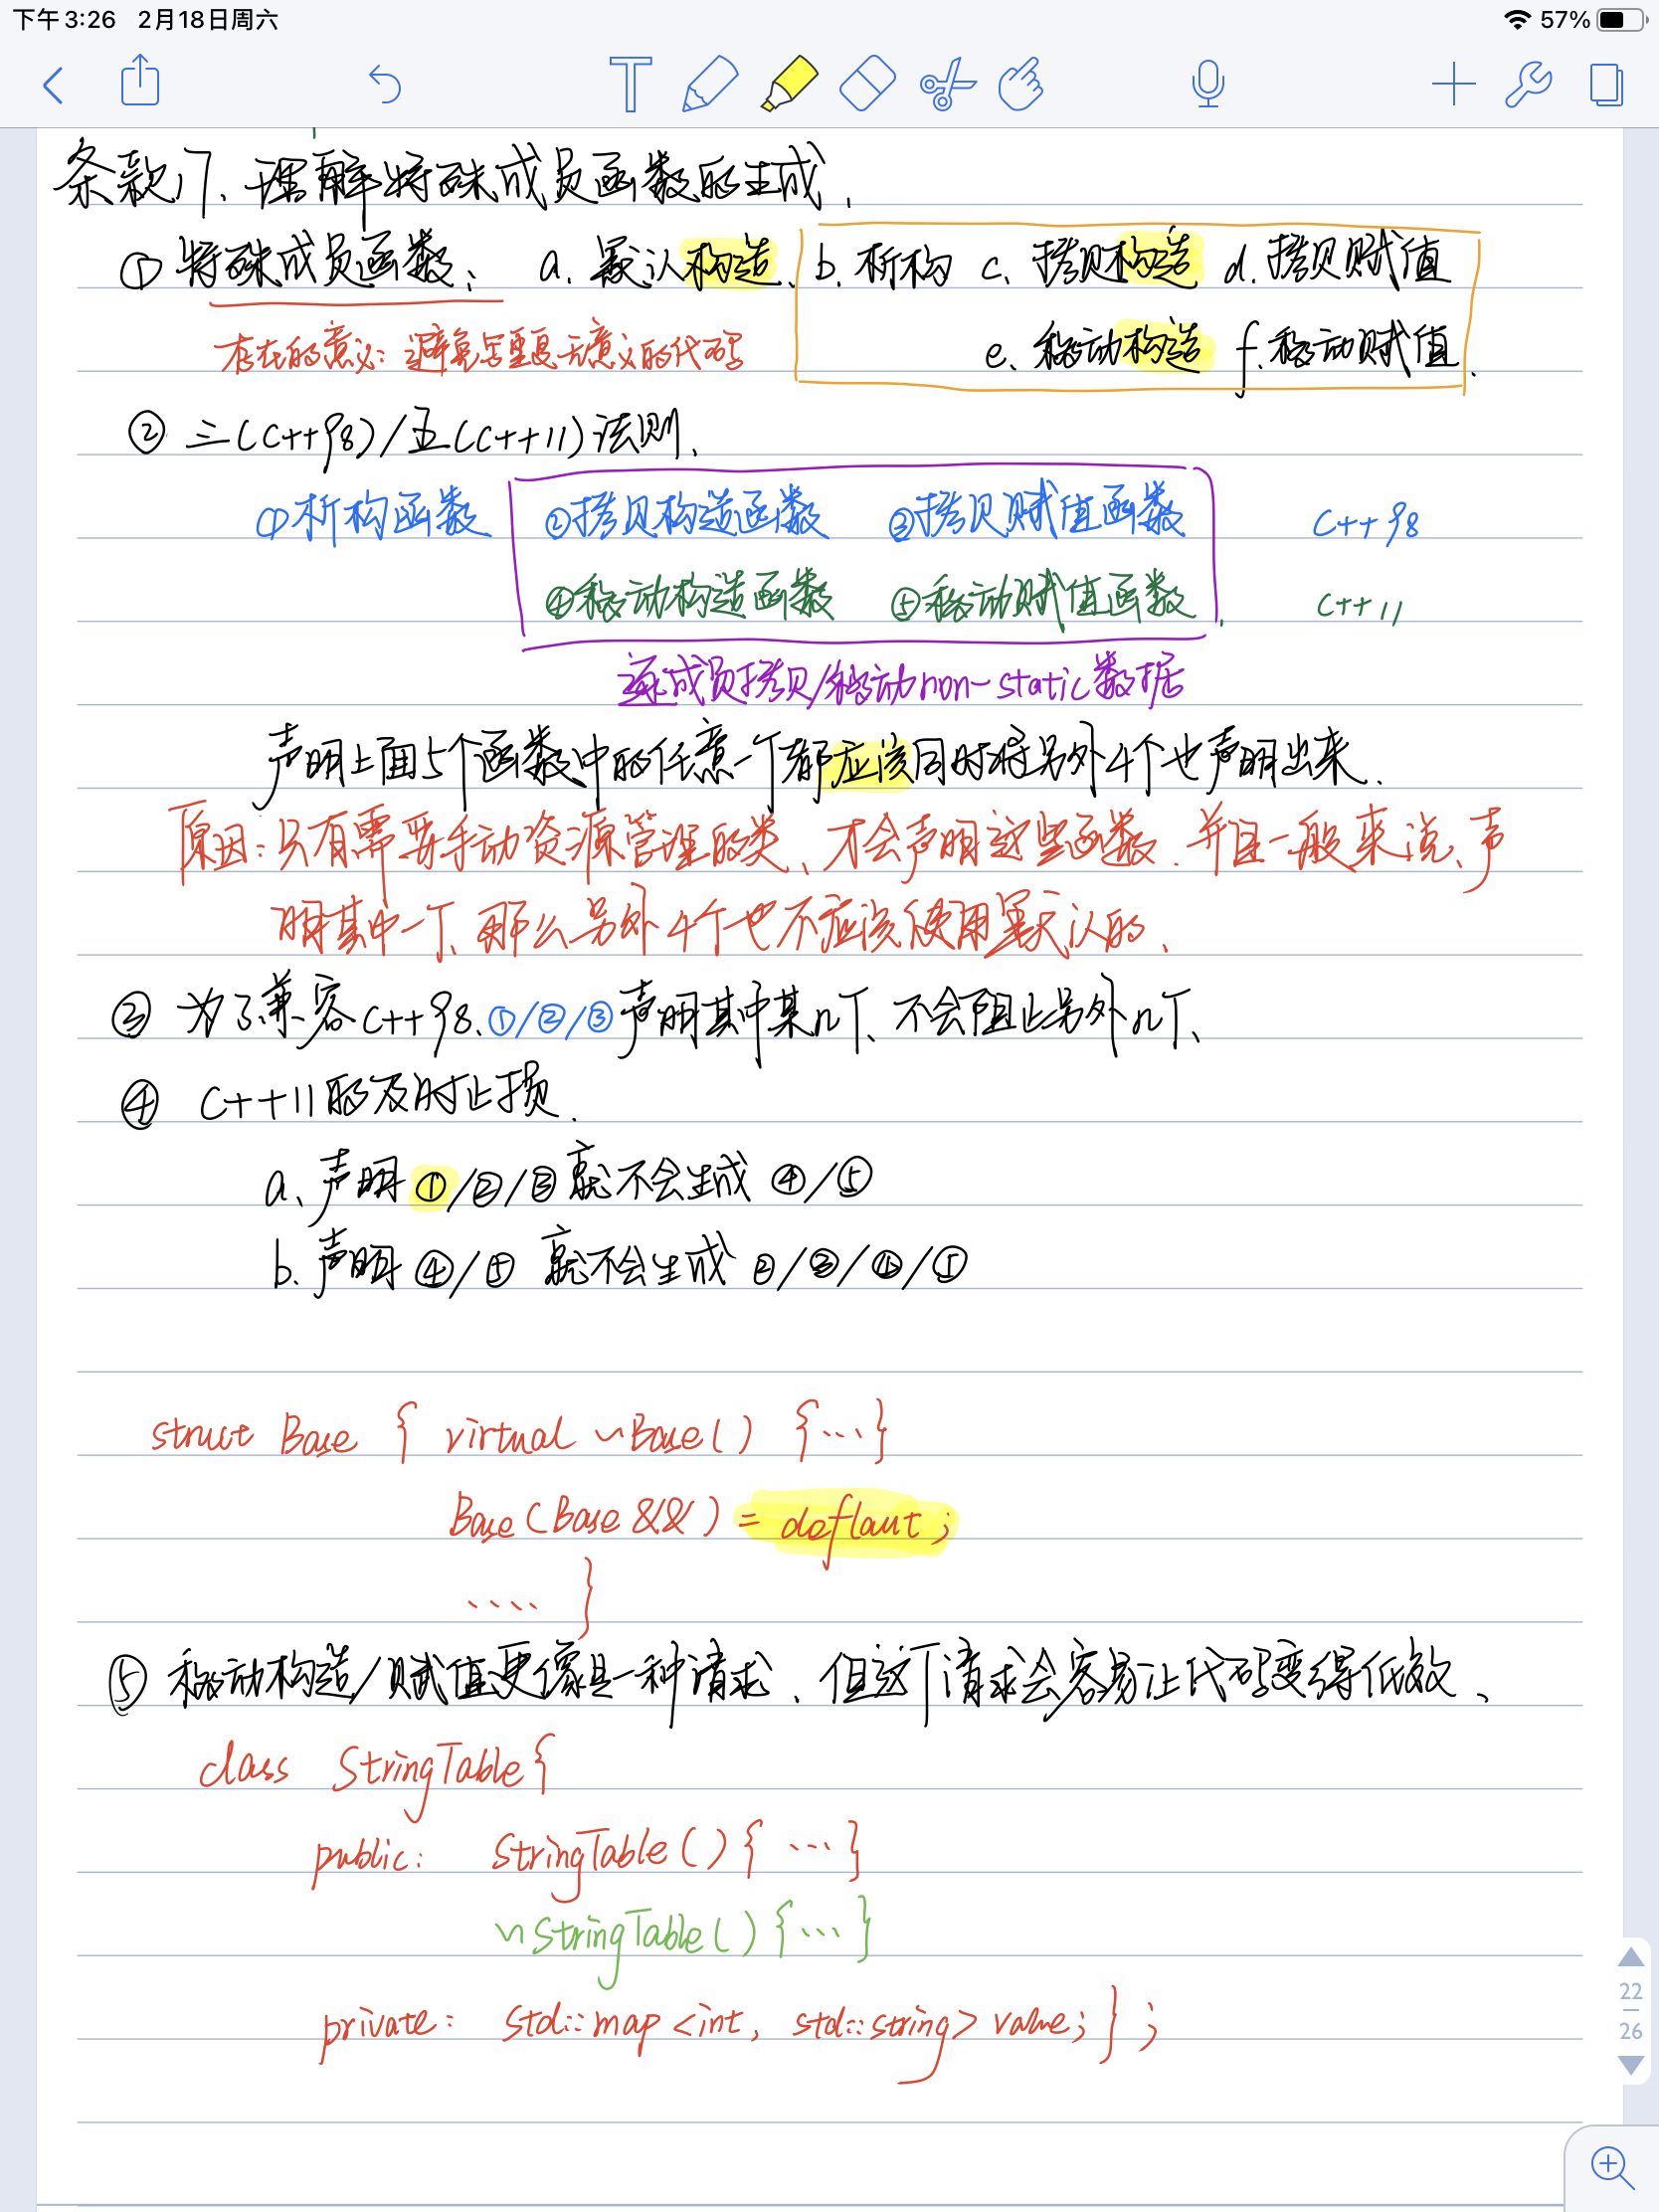 下午3:26 2月18日周六
57%
条款17、理解特殊成员函数的生成.
① 特殊成员函数: a. 默认构造、b. 析构 c. 拷贝构造 d. 拷贝赋值
存在的意义: 避免写重复无意义的代码 e. 移动构造 f. 移动赋值.
② 三(C++98)/五(C++11)法则.
①析构函数 ②拷贝构造函数 ③拷贝赋值函数 C++98
④移动构造函数 ⑤移动赋值函数. C++11
逐成员拷贝/移动non-static数据
声明上面5个函数中的任意一个都应该同时将另外4个也声明出来.
原因: 只有需要手动资源管理的类、才会声明这些函数. 并且一般来说、声
明其中一个、那么另外4个也不应该使用默认的.
③ 为了兼容C++98、①/②/③声明其中某几个、不会阻止另外几个、
④ C++11的及时止损.
a、声明①/②/③就不会生成 ④/⑤
b. 声明 ④/⑤ 就不会生成 ②/③/④/⑤
struct Base { virtual ~Base() {...}
Base(Base &&) = deflaut;
.... }
⑤ 移动构造/赋值更像是一种请求、但这个请求会容易让代码变得低效、
class StringTable{
public: StringTable(){ ... }
~StringTable(){...}
private: std::map<int, std::string> value; } ;
22
26